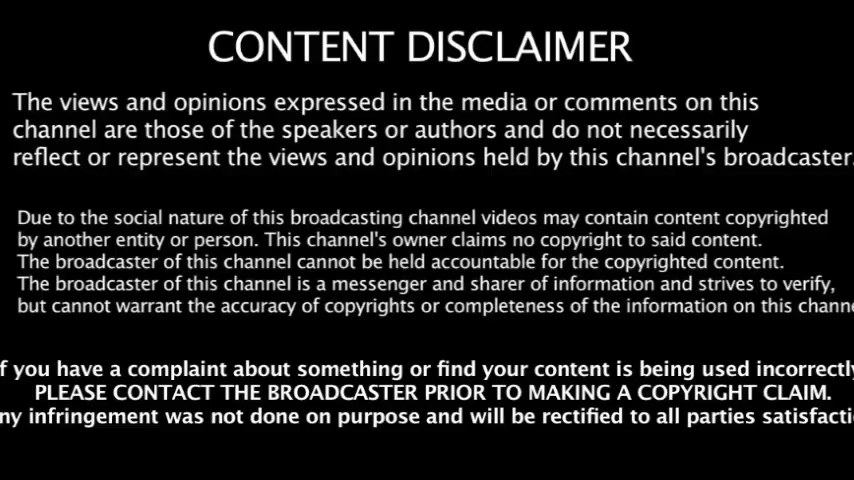 CONTENT DISCLAIMER
The views and opinions expressed in the media or comments on this
channel are those of the speakers or authors and do not necessarily
reflect or represent the views and opinions held by this channel's broadcaster.
Due to the social nature of this broadcasting channel videos may contain content copyrighted
by another entity or person. This channel's owner claims no copyright to said content.
The broadcaster of this channel cannot be held accountable for the copyrighted content.
The broadcaster of this channel is a messenger and sharer of information and strives to verify,
but cannot warrant the accuracy of copyrights or completeness of the information on this channe
f you have a complaint about something or find your content is being used incorrectly
PLEASE CONTACT THE BROADCASTER PRIOR TO MAKING A COPYRIGHT CLAIM.
ny infringement was not done on purpose and will be rectified to all parties satisfacti